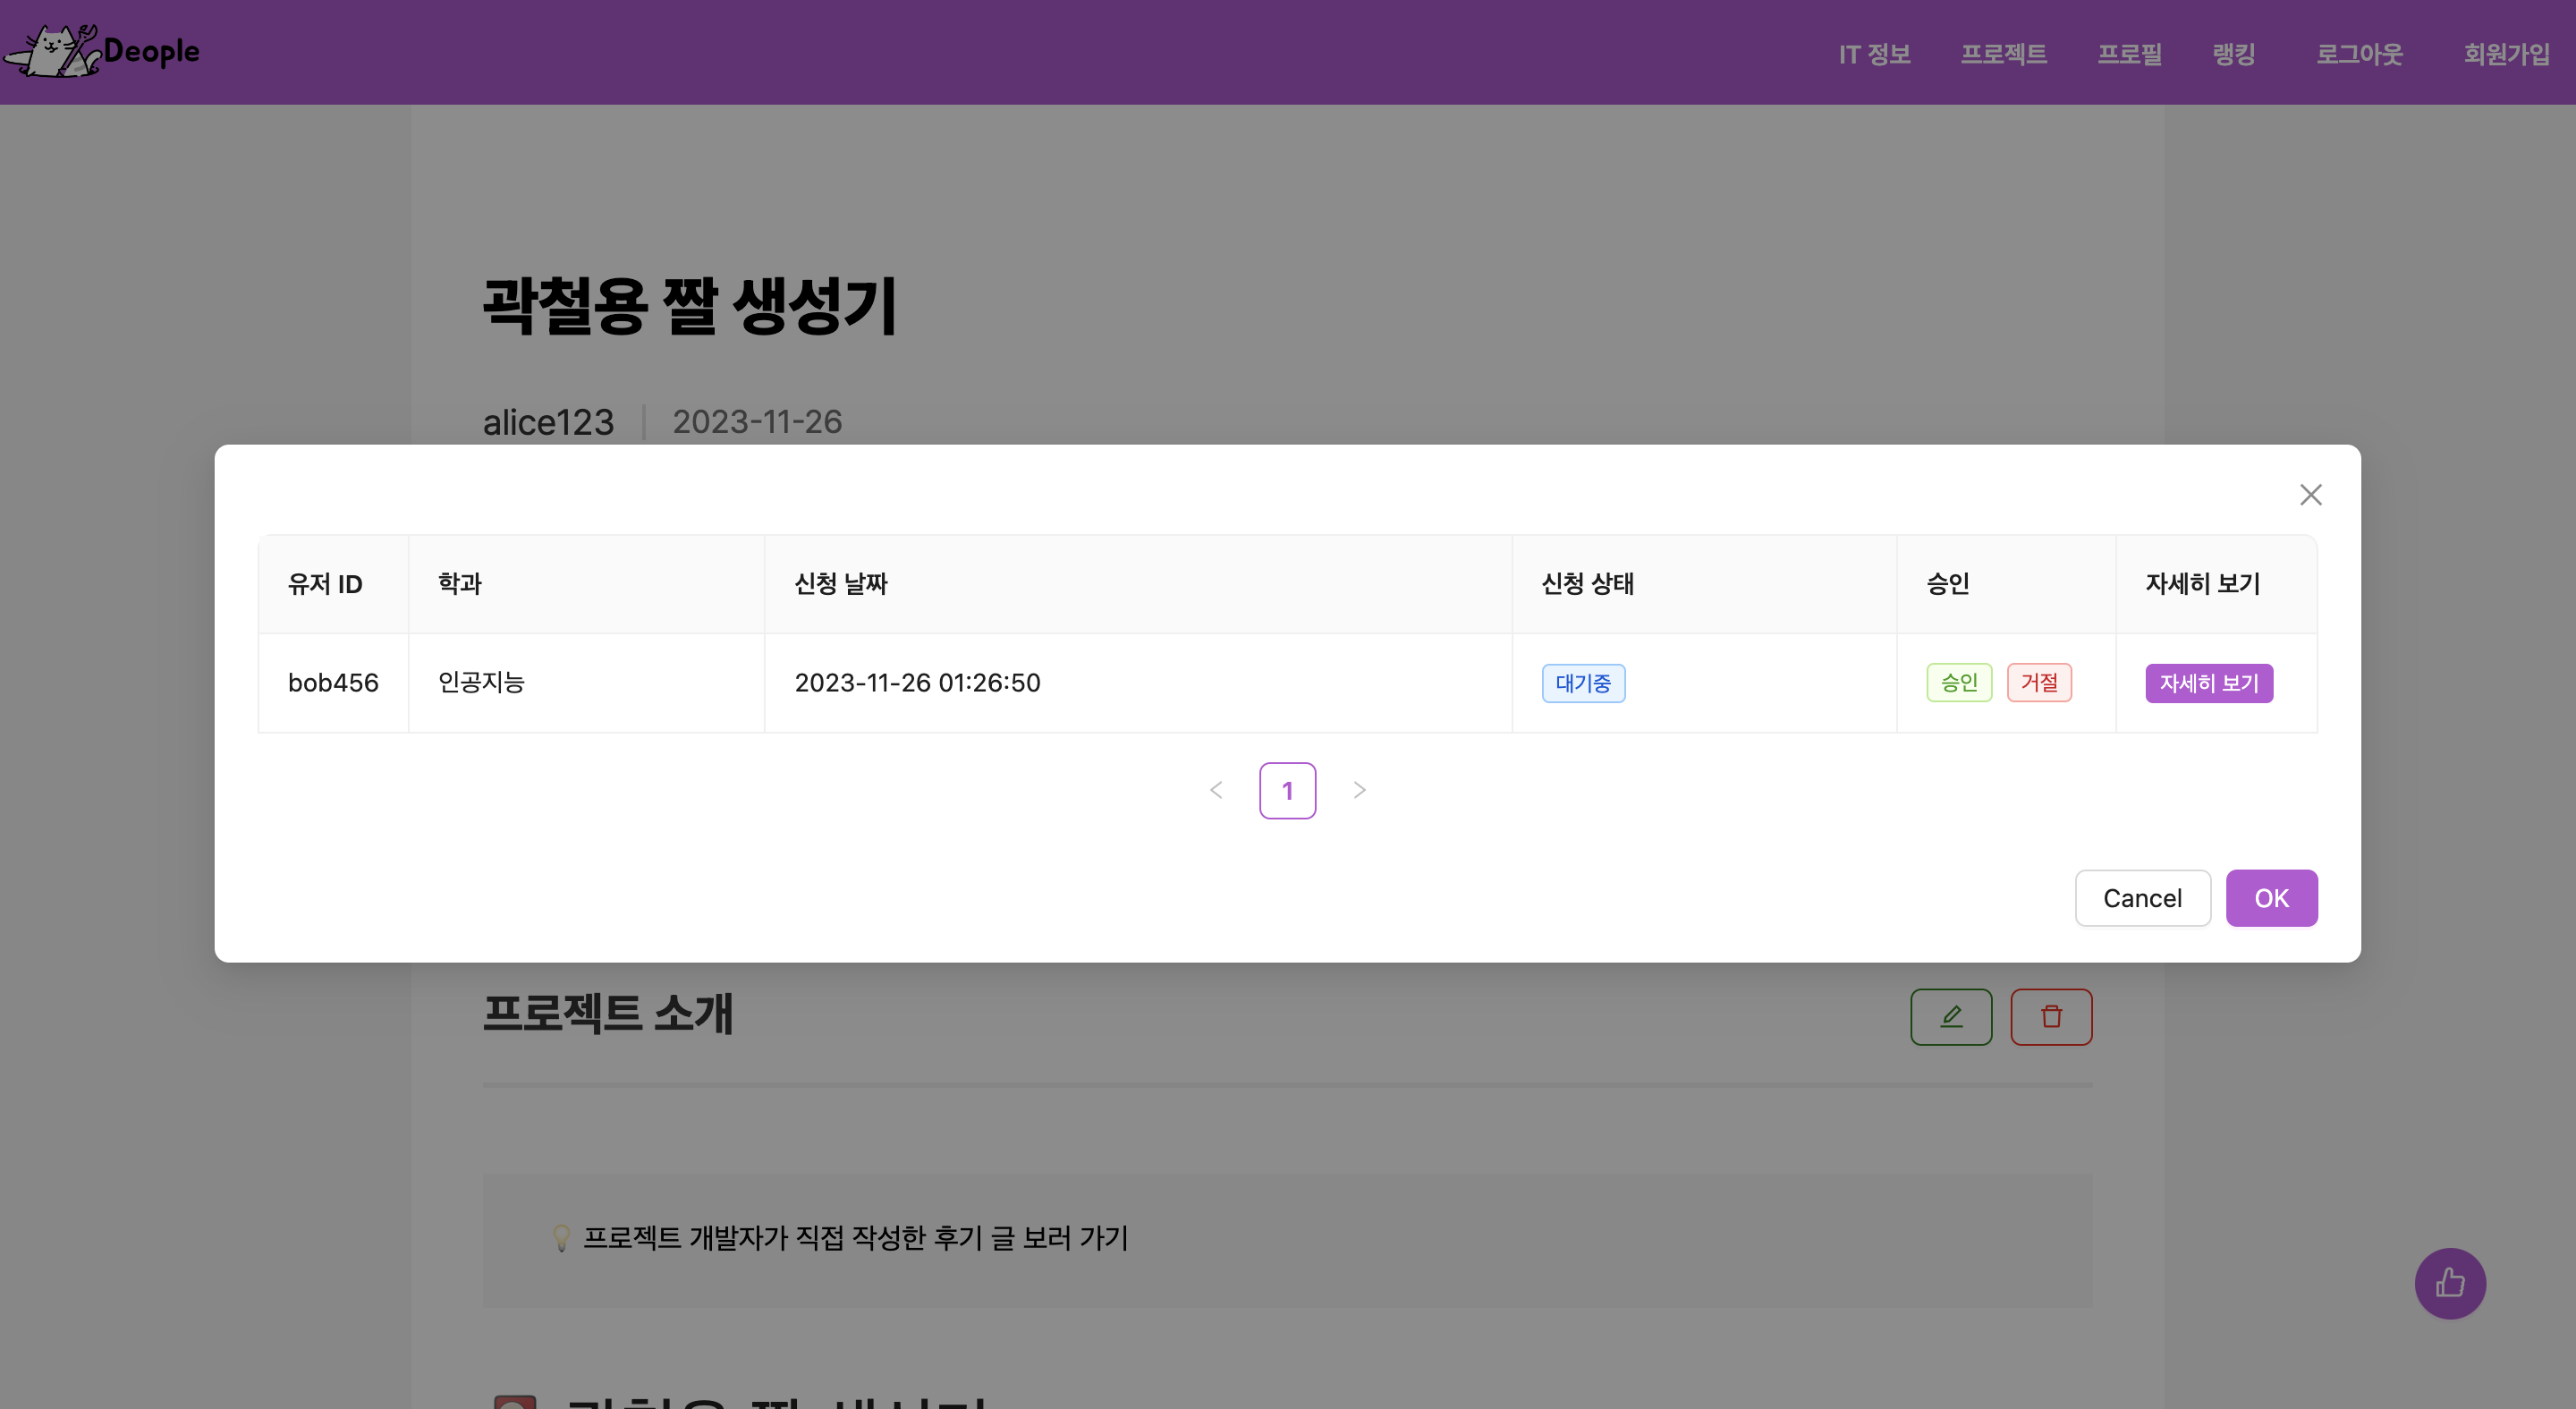 Deople
IT 정보 프로젝트 프로필 랭킹 로그아웃 회원가입
곽철용 짤 생성기
alice123 2023-11-26
유저 ID 학과 신청 날짜 신청 상태 승인 자세히 보기
bob456 인공지능 2023-11-26 01:26:50 대기중 승인 거절 자세히 보기
< 1 >
Cancel OK
프로젝트 소개
프로젝트 개발자가 직접 작성한 후기 글 보러 가기